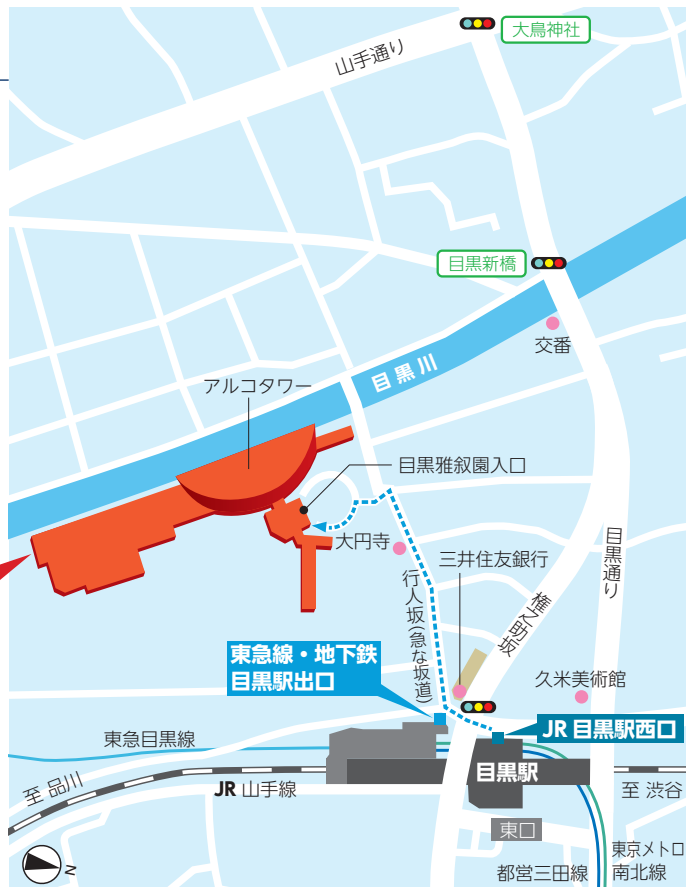 大鳥神社
山手通り
目黒新橋
交番
目黒川
アルコタワー
目黒雅叙園入口
大円寺
三井住友銀行
目黒通り
行人坂(急な坂道)
権之助坂
東急線・地下鉄
目黒駅出口
久米美術館
JR 目黒駅西口
東急目黒線
目黒駅
至 品川
JR 山手線
至 渋谷
東口
東京メトロ
南北線
都営三田線
N